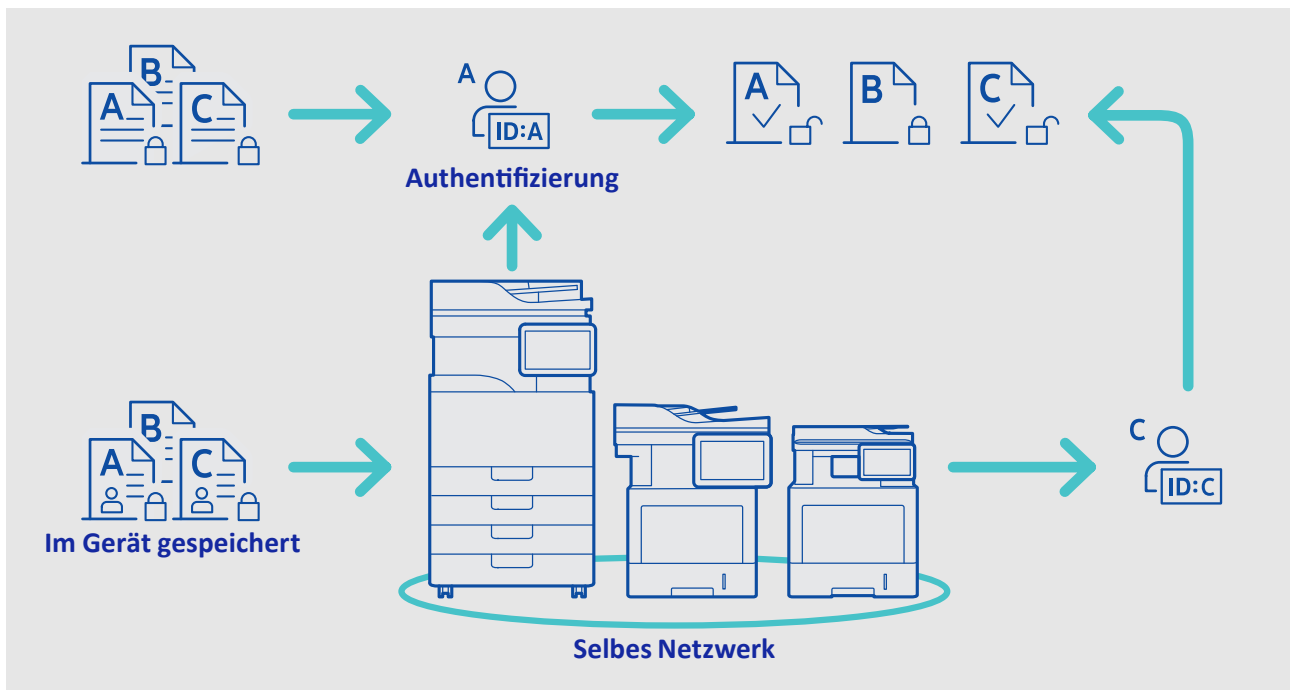 B
A C
A
ID:A
Authentifizierung
A B C
B
A C
Im Gerät gespeichert
C
ID:C
Selbes Netzwerk